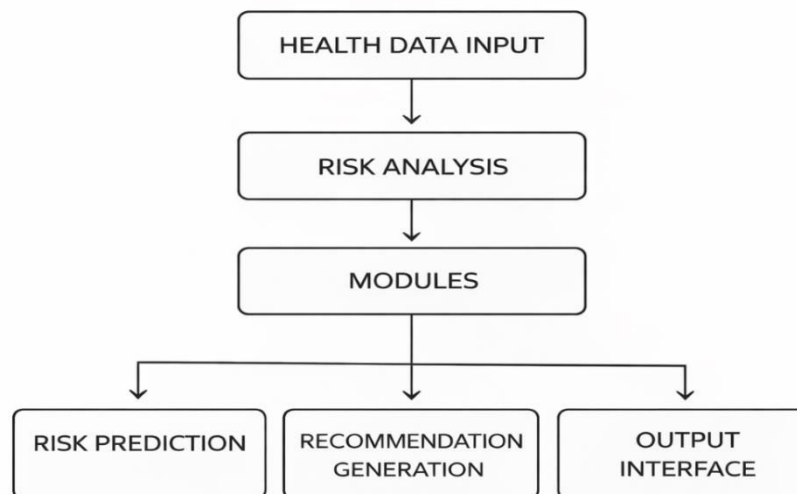 HEALTH DATA INPUT
RISK ANALYSIS
MODULES
RISK PREDICTION
RECOMMENDATION
GENERATION
OUTPUT
INTERFACE